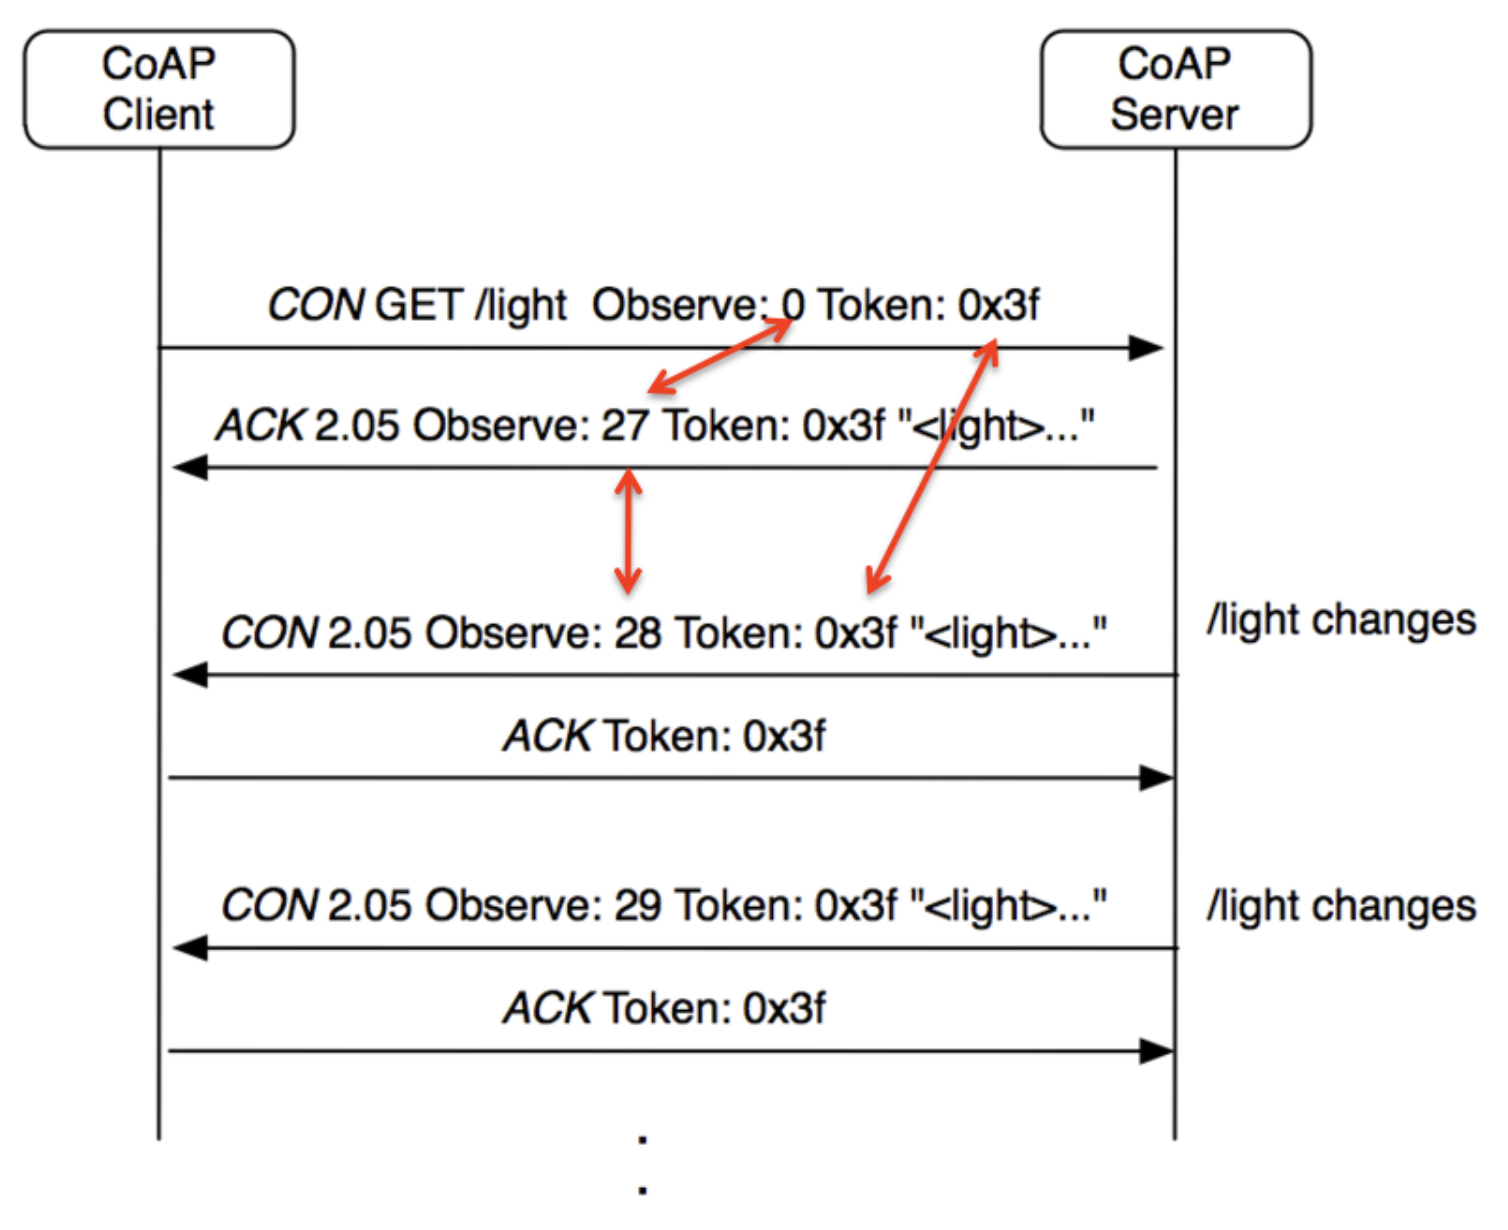 CoAP
Client
CoAP
Server
CON GET /light  Observe: 0 Token: 0x3f
ACK 2.05 Observe: 27 Token: 0x3f "<light>..."
CON 2.05 Observe: 28 Token: 0x3f "<light>..."
/light changes
ACK Token: 0x3f
CON 2.05 Observe: 29 Token: 0x3f "<light>..."
/light changes
ACK Token: 0x3f
.
.